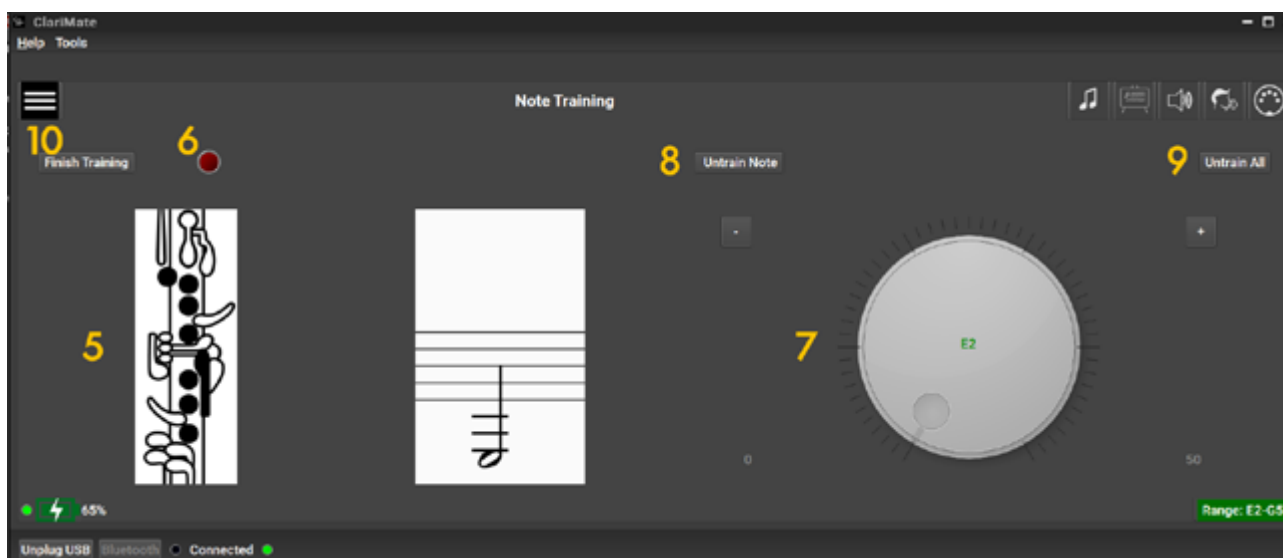 ClariMate
Help Tools
Note Training
10 6 8 9
Finish Training Untrain Note Untrain All
- +
5 7
E2
0 50
65% Range: E2-G5
Unplug USB Bluetooth Connected